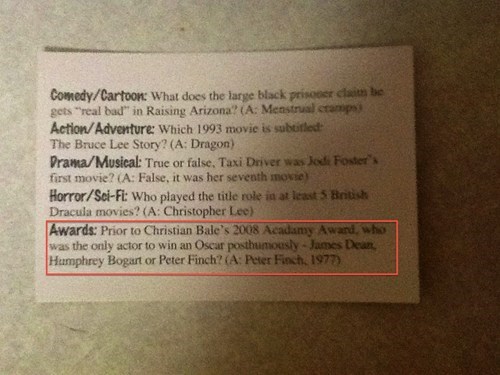 Comedy/Cartoon: What does the large black prisoner claim he
gets "real bad" in Raising Arizona? (A: Menstrual cramps)
Action/Adventure: Which 1993 movie is subtitled:
The Bruce Lee Story? (A: Dragon)
Drama/Musical: True or false, Taxi Driver was Jodi Foster's
first movie? (A: False, it was her seventh movie)
Horror/Sci-Fi: Who played the title role in at least 5 British
Dracula movies? (A: Christopher Lee)
Awards: Prior to Christian Bale's 2008 Acadamy Award, who
was the only actor to win an Oscar posthumously - James Dean,
Humphrey Bogart or Peter Finch? (A: Peter Finch, 1977)